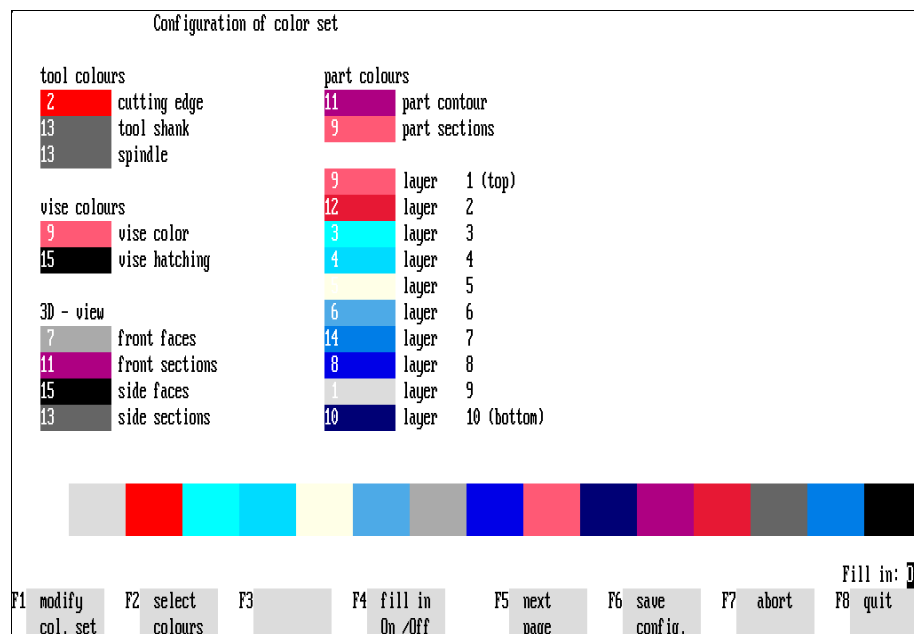 Configuration of color set
tool colours
2 cutting edge
13 tool shank
13 spindle
vise colours
9 vise color
15 vise hatching
3D - view
7 front faces
11 front sections
15 side faces
13 side sections
part colours
11 part contour
9 part sections
9 layer 1 (top)
12 layer 2
3 layer 3
4 layer 4
layer 5
6 layer 6
14 layer 7
8 layer 8
1 layer 9
10 layer 10 (bottom)
Fill in:
F1 modify col. set
F2 select colours
F3
F4 fill in On /Off
F5 next page
F6 save config.
F7 abort
F8 quit